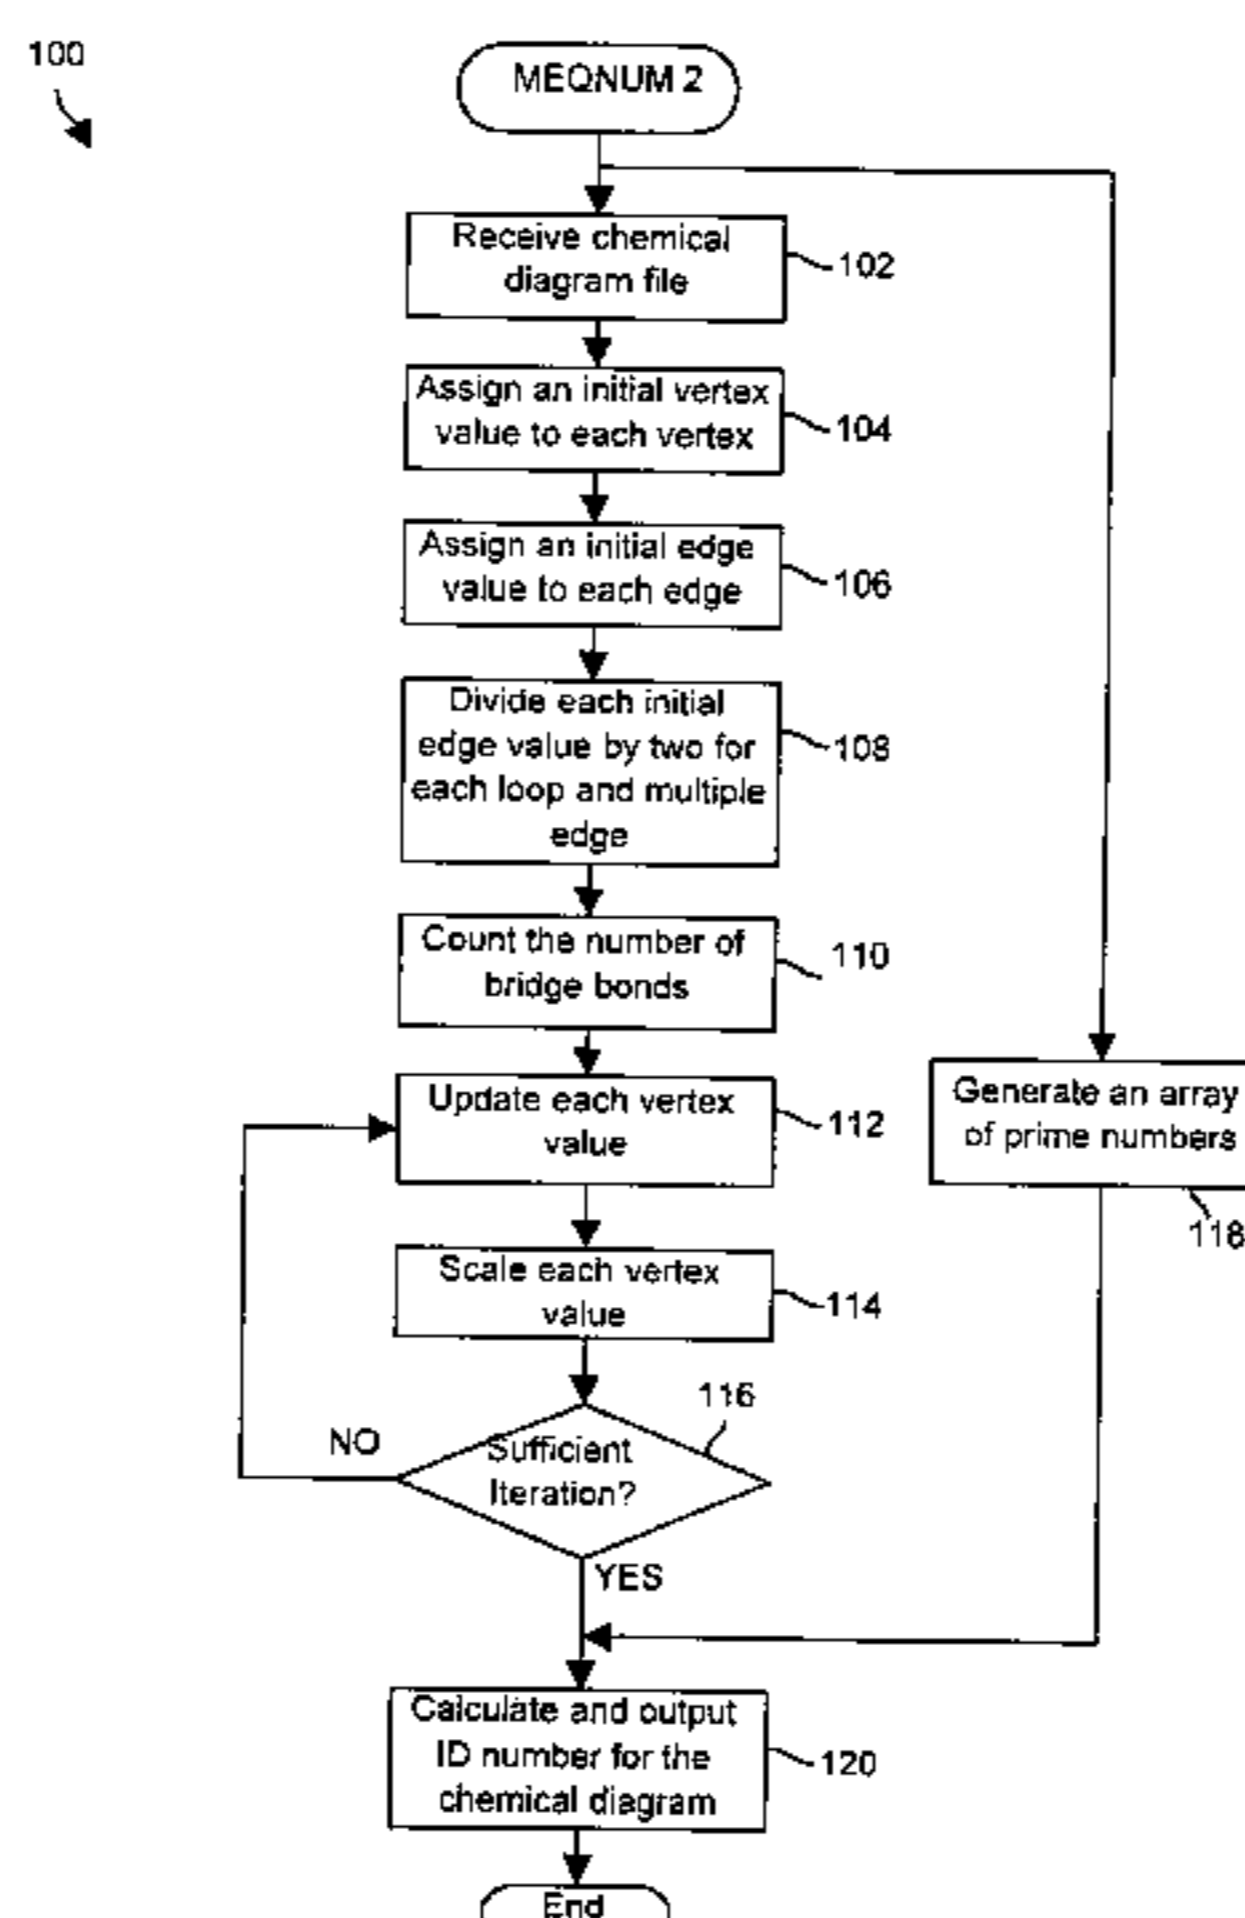 100
MEQNUM 2
Receive chemical
diagram file
102
Assign an initial vertex
value to each vertex
104
Assign an initial edge
value to each edge
106
Divide each initial
edge value by two for
each loop and multiple
edge
108
Count the number of
bridge bonds
110
Update each vertex
value
112
Generate an array
of prime numbers
118
Scale each vertex
value
114
116
NO
Sufficient
Iteration?
YES
Calculate and output
ID number for the
chemical diagram
120
End